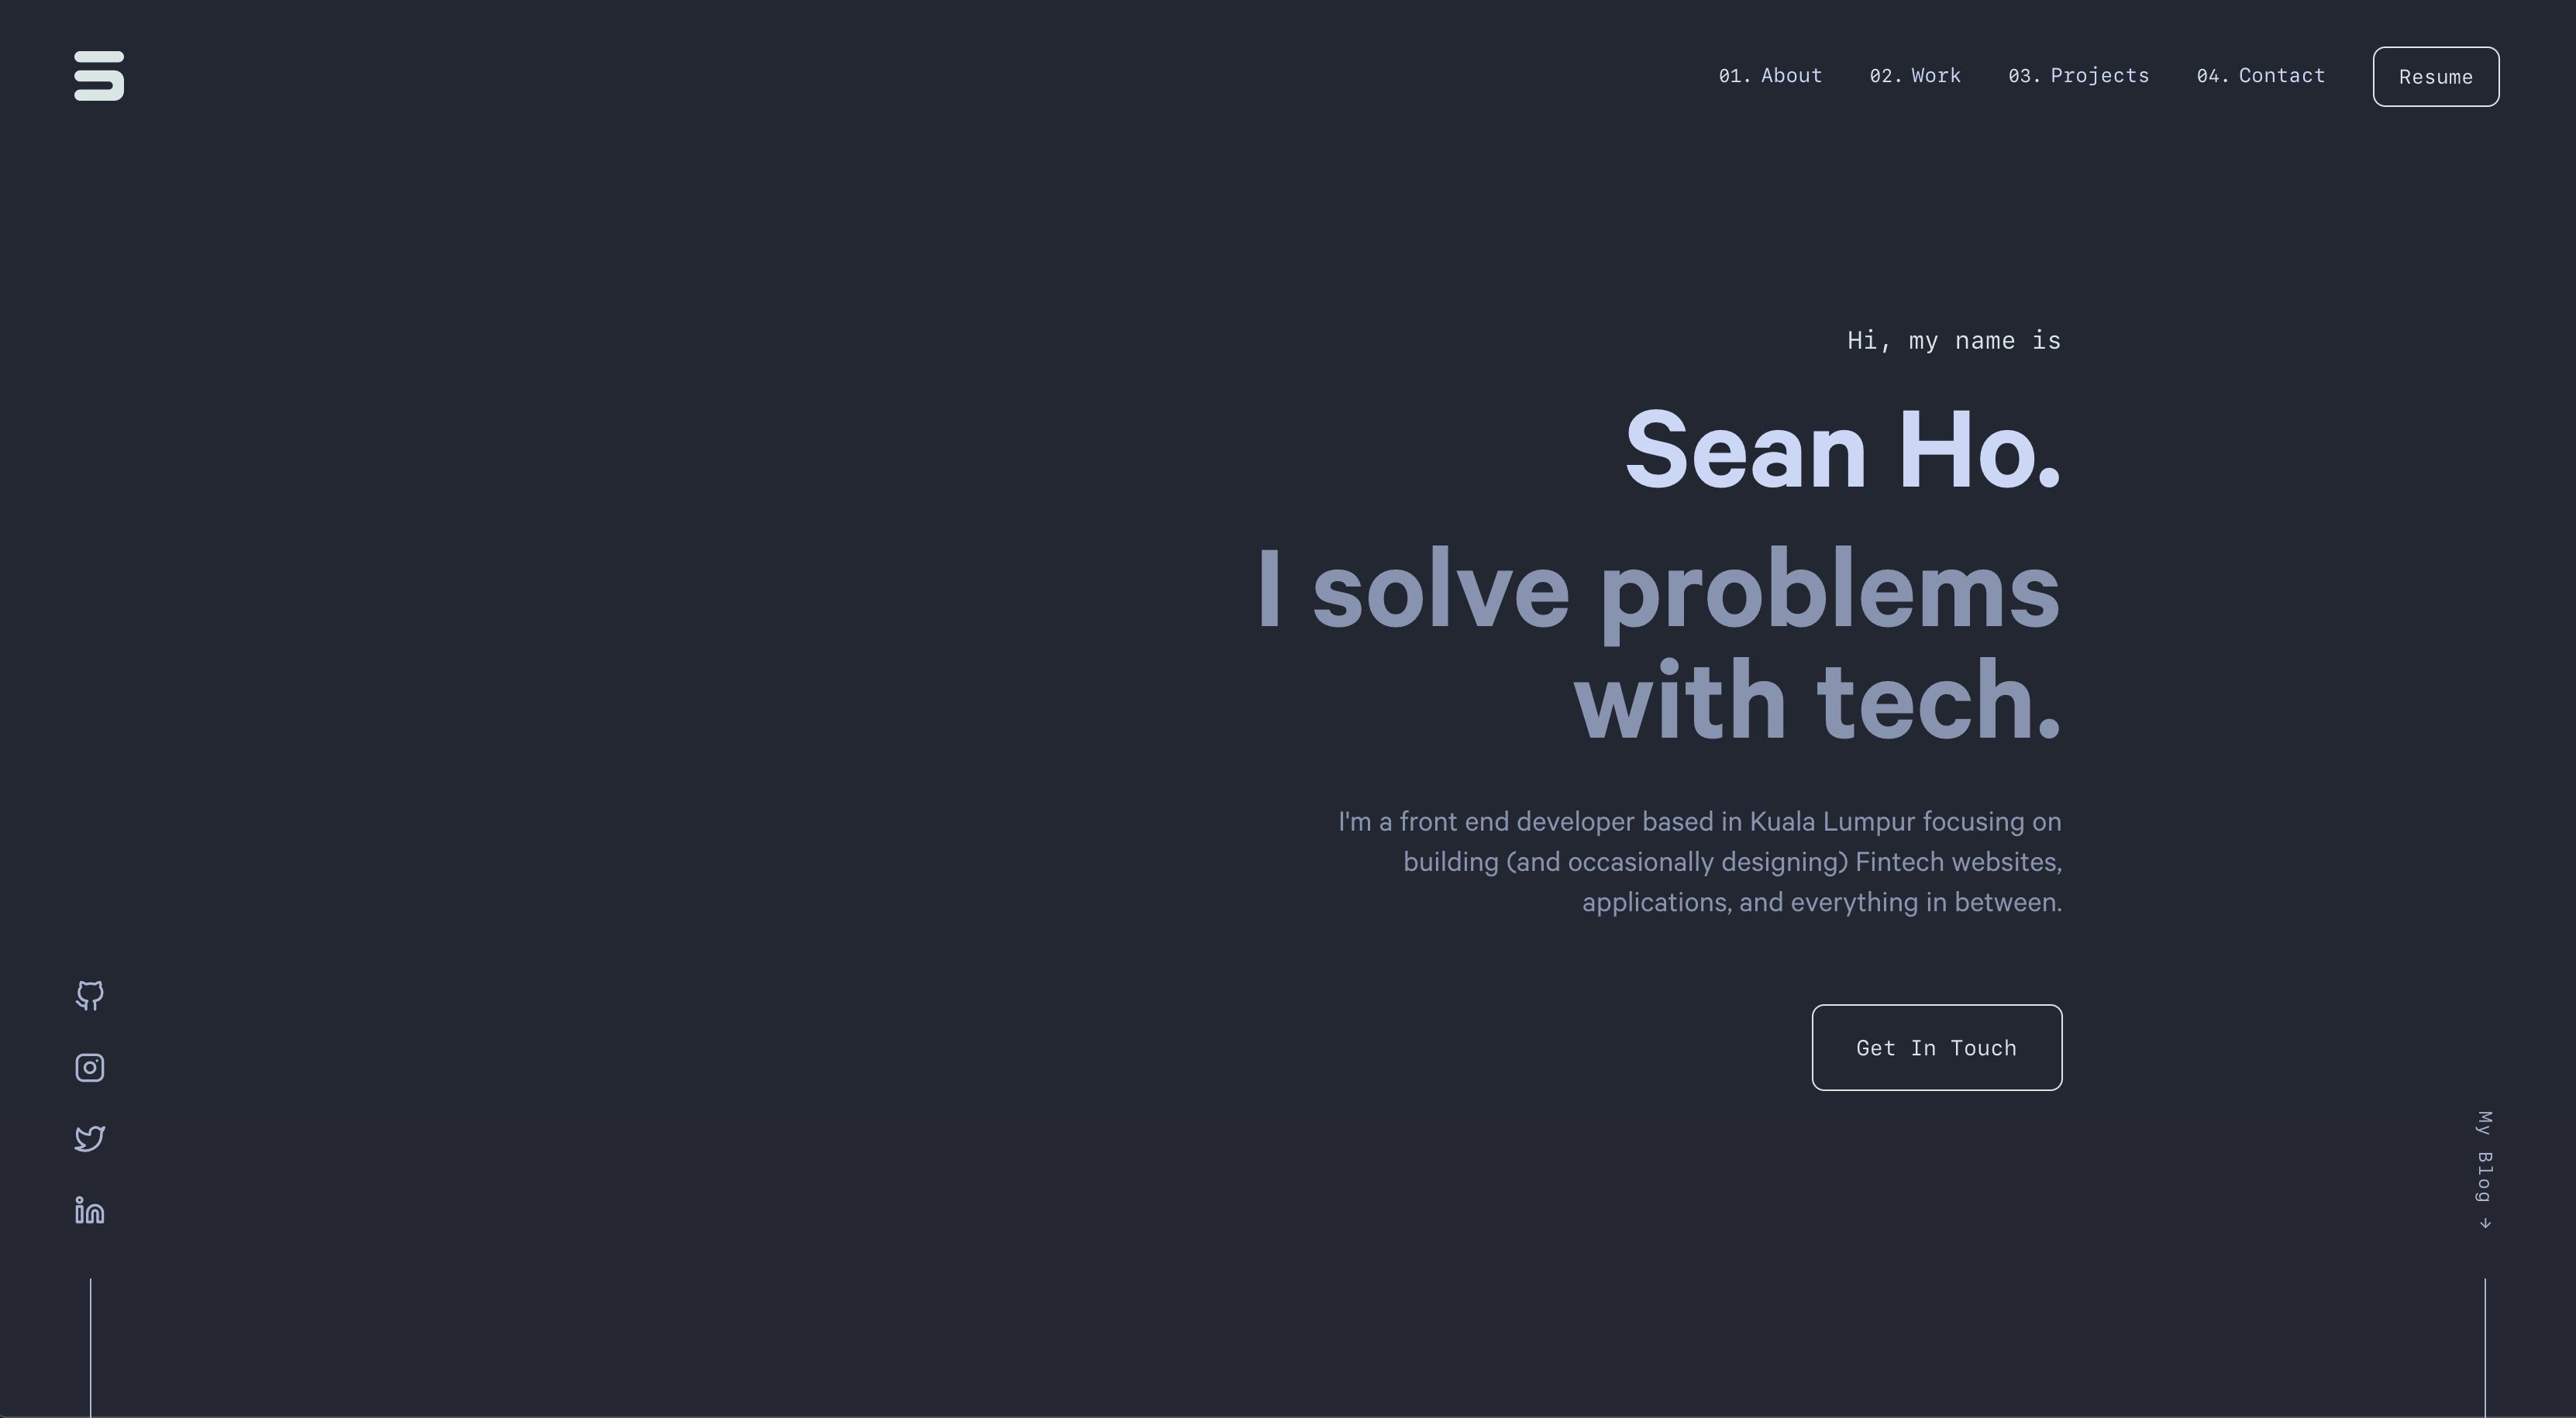 01. About 02. Work 03. Projects 04. Contact Resume
Hi, my name is
Sean Ho.
I solve problems
with tech.
I'm a front end developer based in Kuala Lumpur focusing on
building (and occasionally designing) Fintech websites,
applications, and everything in between.
Get In Touch
My Blog →